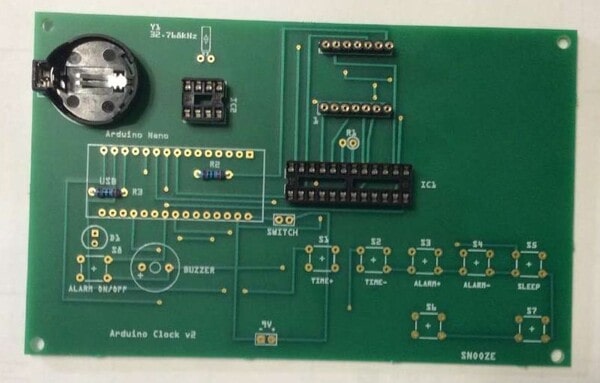 Y1
32.768kHz
IC2
Arduino Nano
R1
R2
USB
R3
IC1
SWITCH
D1
S8
S1
S2
S3
S4
S5
+
BUZZER
TIME+
TIME-
ALARM+
ALARM-
SLEEP
ALARM ON/OFF
S6
S7
9V
Arduino Clock v2
SNOOZE